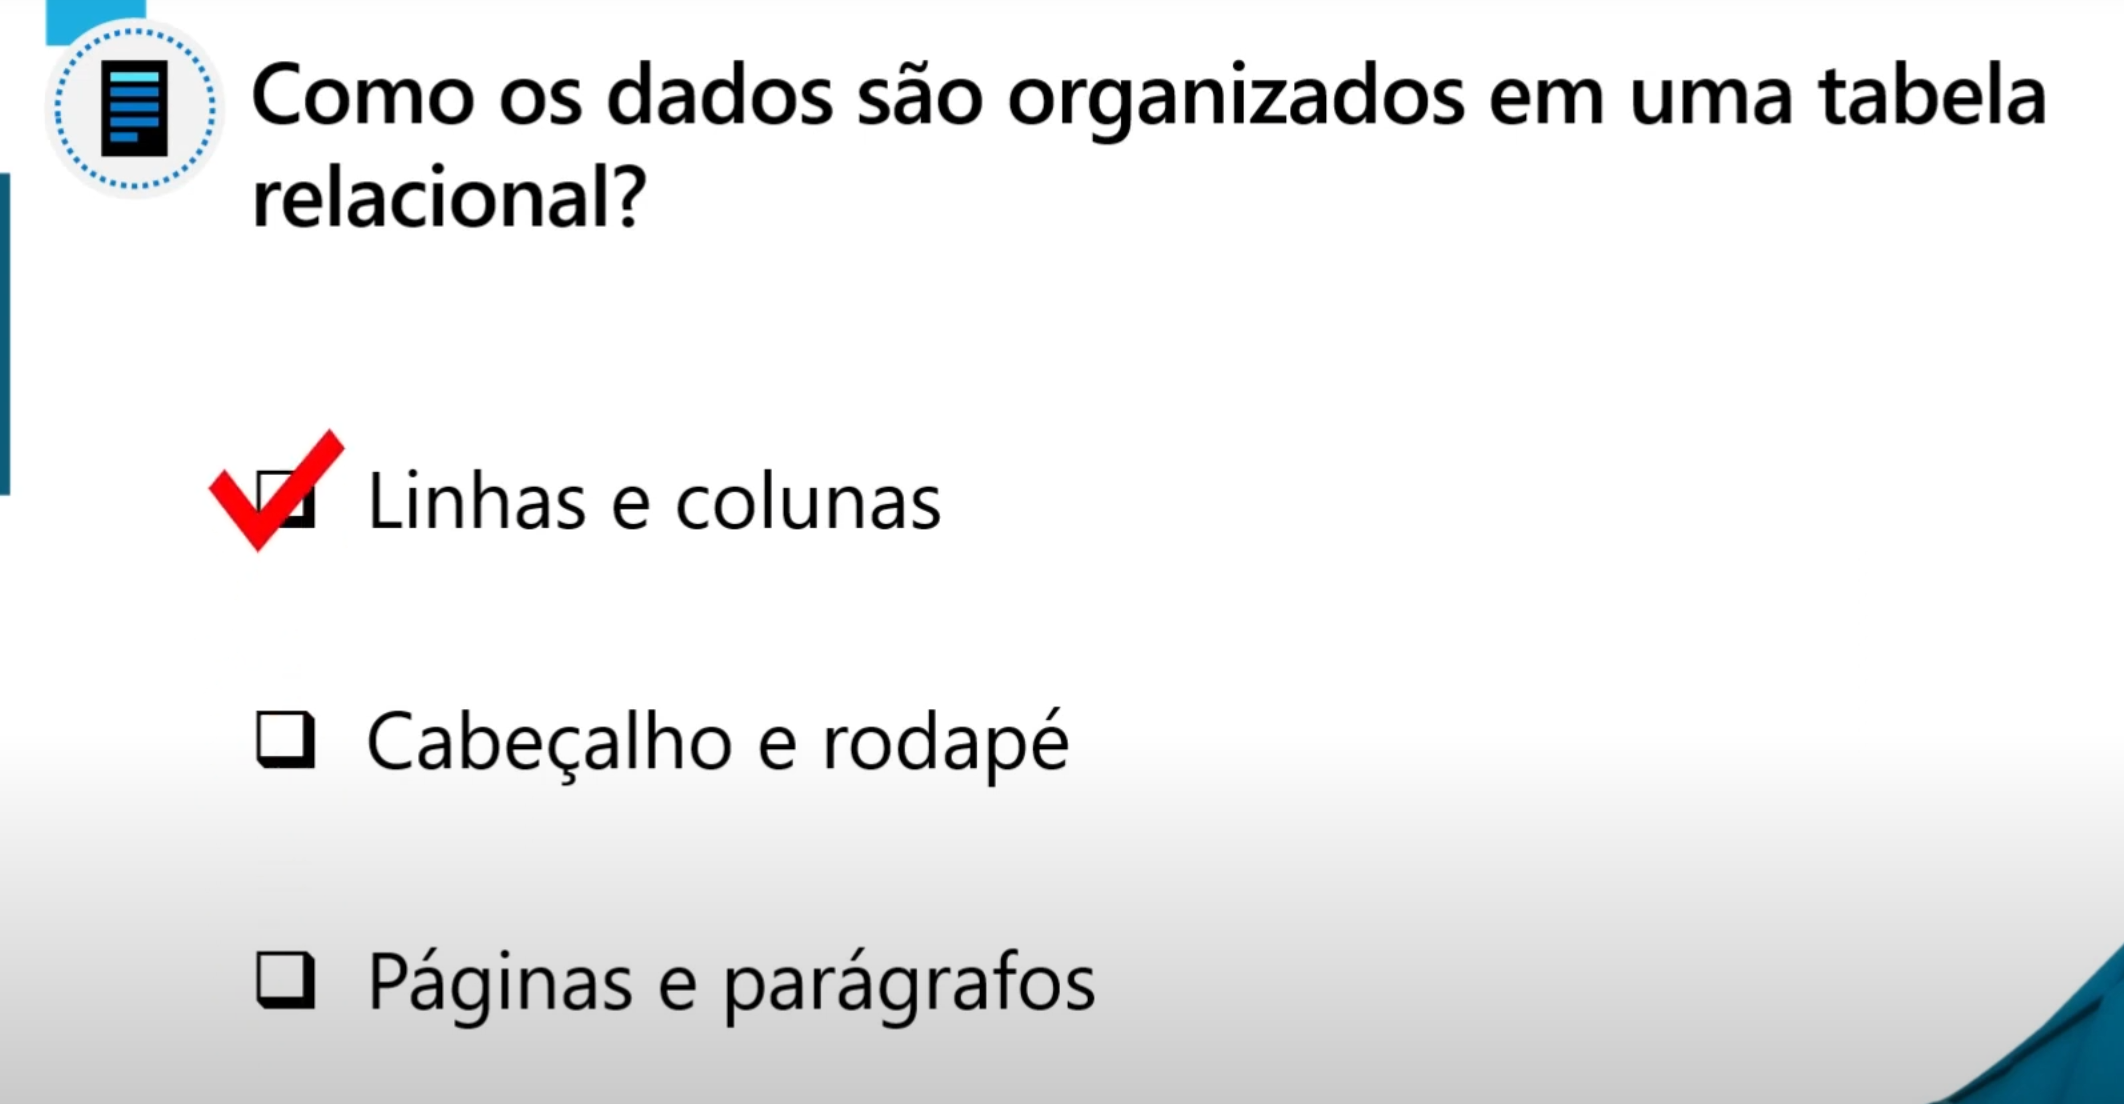 Como os dados são organizados em uma tabela
relacional?
Linhas e colunas
Cabeçalho e rodapé
Páginas e parágrafos